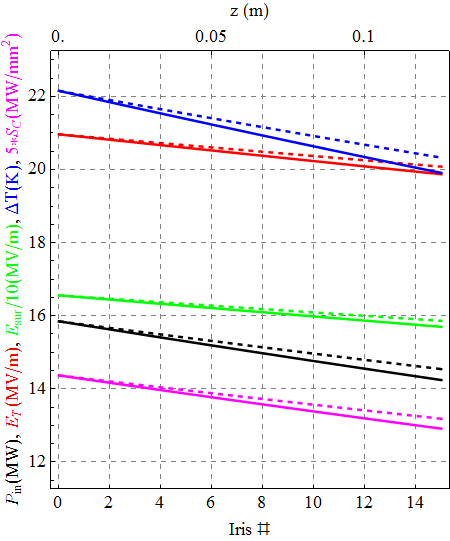 z (m)
0. 0.05 0.1
P_in(MW), E_T(MV/m), E_sur/10(MV/m), ΔT(K), 5*S_C(MW/mm²)
22
20
18
16
14
12
0 2 4 6 8 10 12 14
Iris #